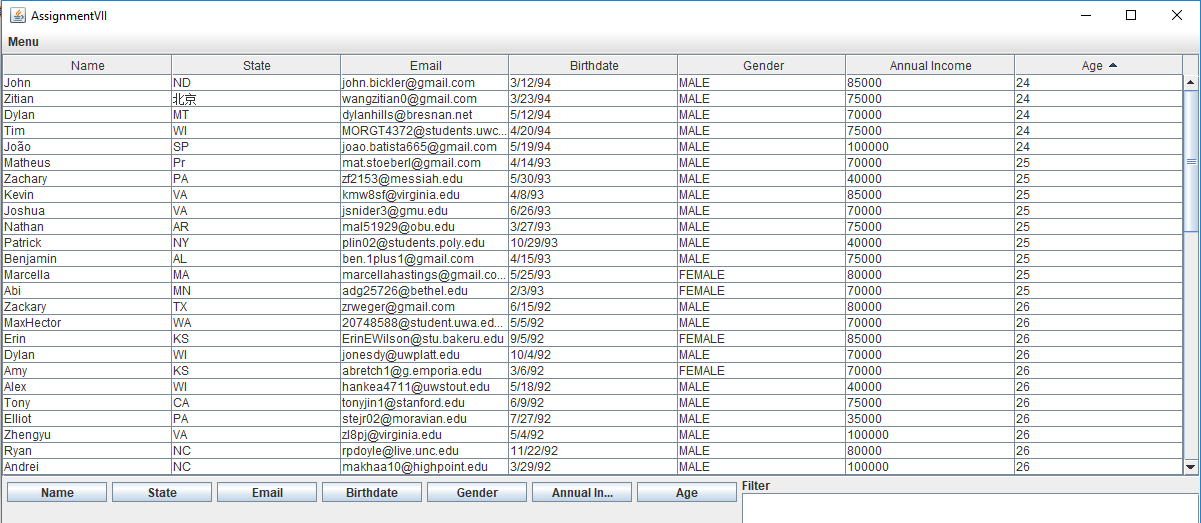 AssignmentVII
Menu
Name State Email Birthdate Gender Annual Income Age
John ND john.bickler@gmail.com 3/12/94 MALE 85000 24
Zitian 北京 wangzitian0@gmail.com 3/23/94 MALE 75000 24
Dylan MT dylanhills@bresnan.net 5/12/94 MALE 70000 24
Tim WI MORGT4372@students.uwc... 4/20/94 MALE 75000 24
João SP joao.batista665@gmail.com 5/19/94 MALE 100000 24
Matheus Pr mat.stoeberl@gmail.com 4/14/93 MALE 70000 25
Zachary PA zf2153@messiah.edu 5/30/93 MALE 40000 25
Kevin VA kmw8sf@virginia.edu 4/8/93 MALE 85000 25
Joshua VA jsnider3@gmu.edu 6/26/93 MALE 70000 25
Nathan AR mal51929@obu.edu 3/27/93 MALE 75000 25
Patrick NY plin02@students.poly.edu 10/29/93 MALE 40000 25
Benjamin AL ben.1plus1@gmail.com 4/15/93 MALE 75000 25
Marcella MA marcellahastings@gmail.co... 5/25/93 FEMALE 80000 25
Abi MN adg25726@bethel.edu 2/3/93 FEMALE 70000 25
Zackary TX zrweger@gmail.com 6/15/92 MALE 80000 26
MaxHector WA 20748588@student.uwa.ed... 5/5/92 MALE 70000 26
Erin KS ErinEWilson@stu.bakeru.edu 9/5/92 FEMALE 85000 26
Dylan WI jonesdy@uwplatt.edu 10/4/92 MALE 70000 26
Amy KS abretch1@g.emporia.edu 3/6/92 FEMALE 70000 26
Alex WI hankea4711@uwstout.edu 5/18/92 MALE 40000 26
Tony CA tonyjin1@stanford.edu 6/9/92 MALE 75000 26
Elliot PA stejr02@moravian.edu 7/27/92 MALE 35000 26
Zhengyu VA zl8pj@virginia.edu 5/4/92 MALE 100000 26
Ryan NC rpdoyle@live.unc.edu 11/22/92 MALE 80000 26
Andrei NC makhaa10@highpoint.edu 3/29/92 MALE 100000 26
Name State Email Birthdate Gender Annual In... Age Filter